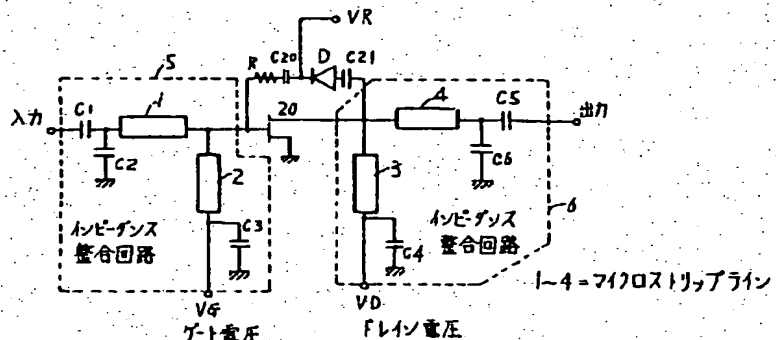 VR
5
R
C20
D
C21
入力
C1
1
20
4
C5
出力
C2
2
3
C6
C3
C4
6
インピーダンス
整合回路
インピーダンス
整合回路
1~4=マイクロストリップライン
VG
ゲート電圧
VD
ドレイン電圧